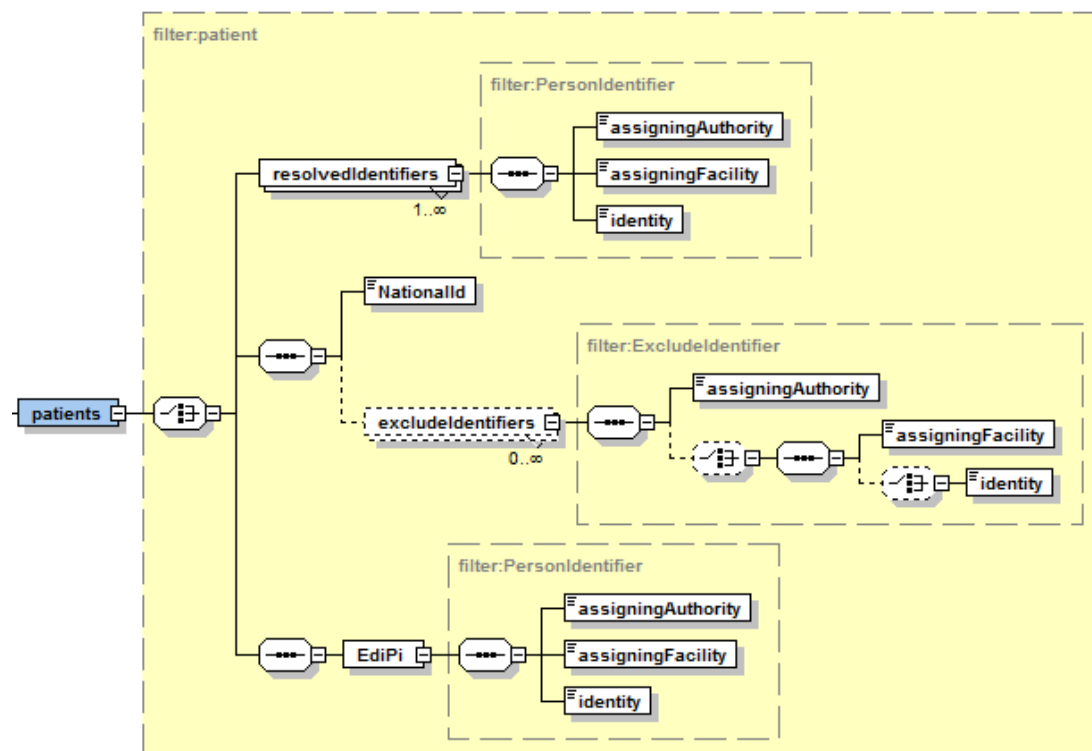 filter:patient
filter:PersonIdentifier
assigningAuthority
resolvedIdentifiers
assigningFacility
1..∞
identity
NationalId
filter:ExcludeIdentifier
assigningAuthority
patients
excludeIdentifiers
assigningFacility
0..∞
identity
filter:PersonIdentifier
assigningAuthority
EdiPi
assigningFacility
identity